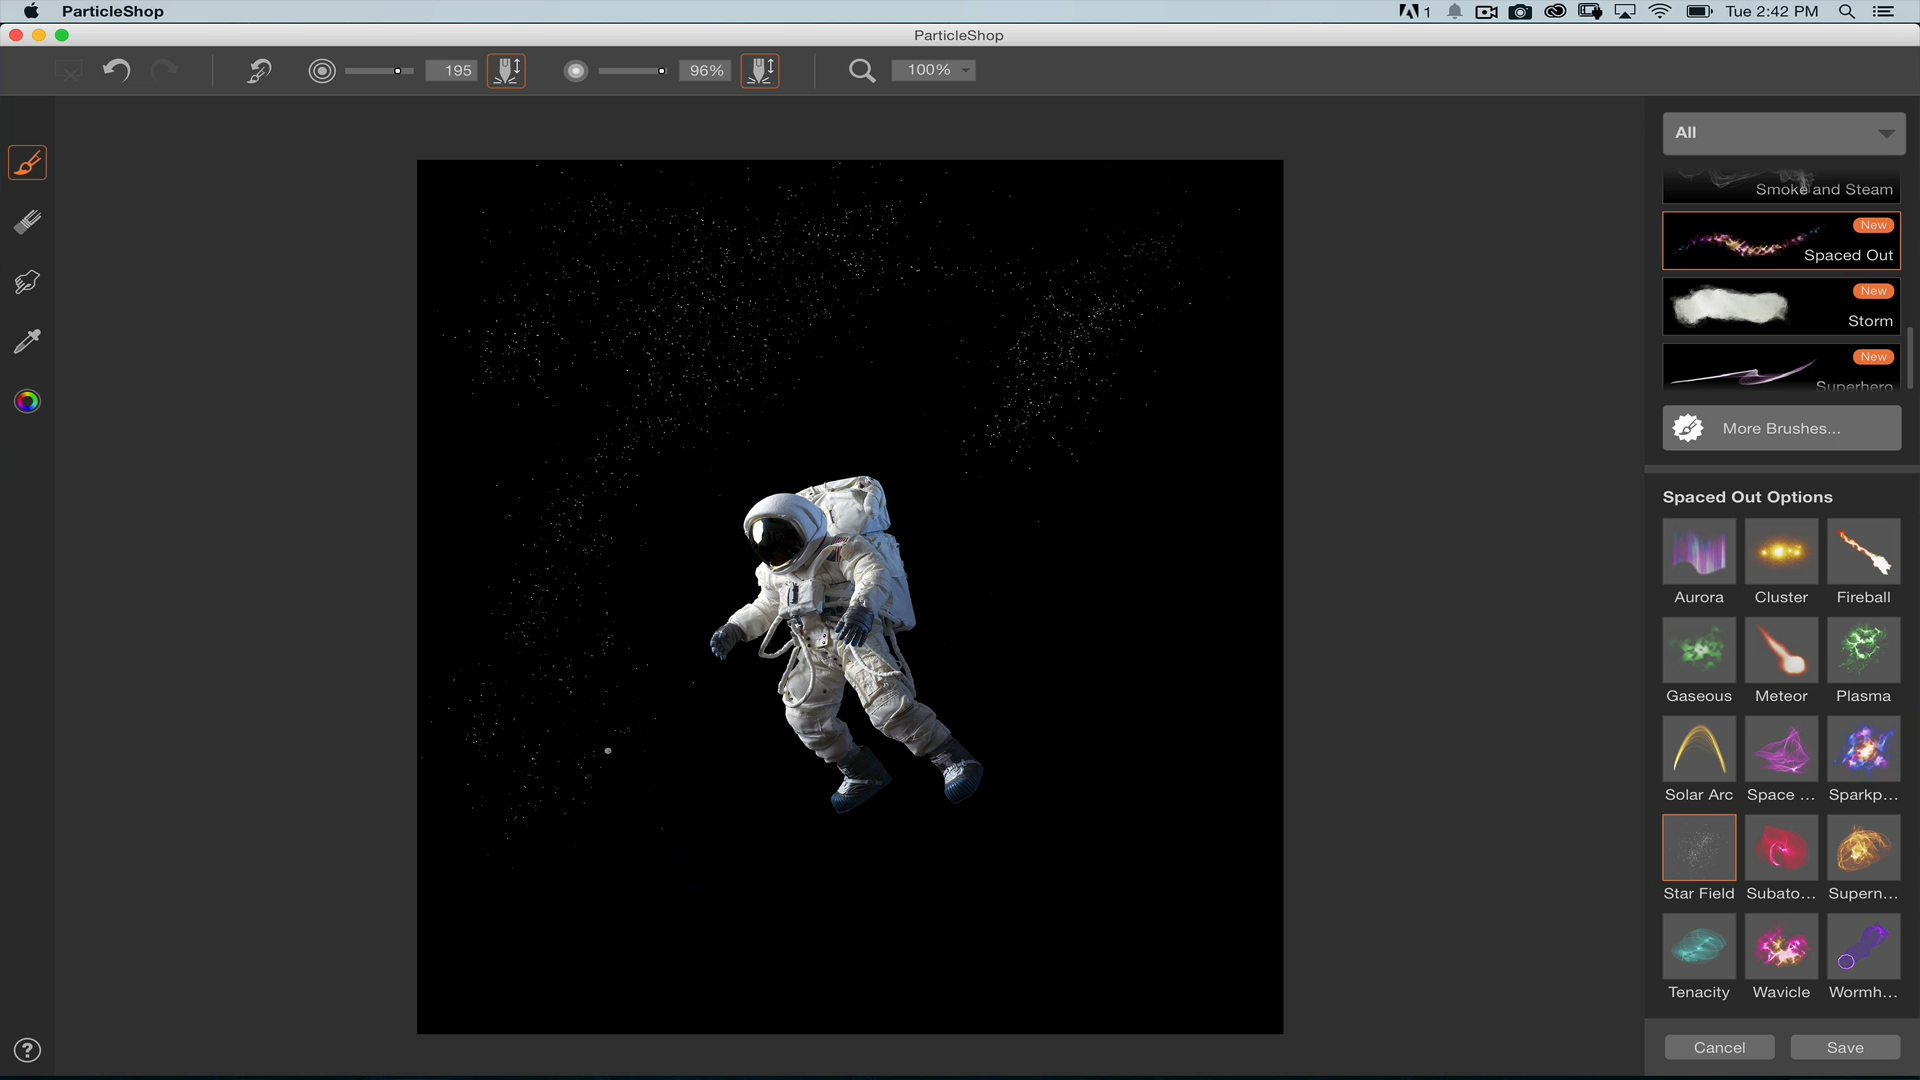 ParticleShop
1
Tue 2:42 PM
ParticleShop
195
96%
100%
All
Smoke and Steam
New
Spaced Out
New
Storm
New
Superhero
More Brushes...
Spaced Out Options
Aurora
Cluster
Fireball
Gaseous
Meteor
Plasma
Solar Arc
Space ...
Sparkp...
Star Field
Subato...
Supern...
Tenacity
Wavicle
Wormh...
?
Cancel
Save